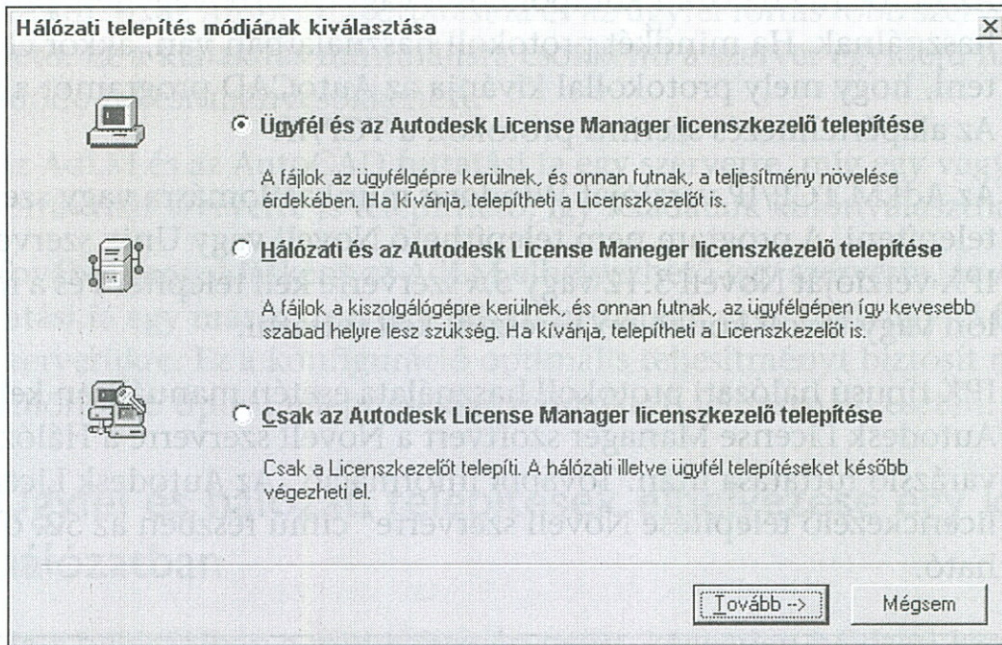 Hálózati telepítés módjának kiválasztása
Ügyfél és az Autodesk License Manager licenszkezelő telepítése
A fájlok az ügyfélgépre kerülnek, és onnan futnak, a teljesítmény növelése
érdekében. Ha kívánja, telepítheti a Licenszkezelőt is.
Hálózati és az Autodesk License Maneger licenszkezelő telepítése
A fájlok a kiszolgálógépre kerülnek, és onnan futnak, az ügyfélgépen így kevesebb
szabad helyre lesz szükség. Ha kívánja, telepítheti a Licenszkezelőt is.
Csak az Autodesk License Manager licenszkezelő telepítése
Csak a Licenszkezelőt telepíti. A hálózati illetve ügyfél telepítéseket később
végezheti el.
Tovább -->
Mégsem